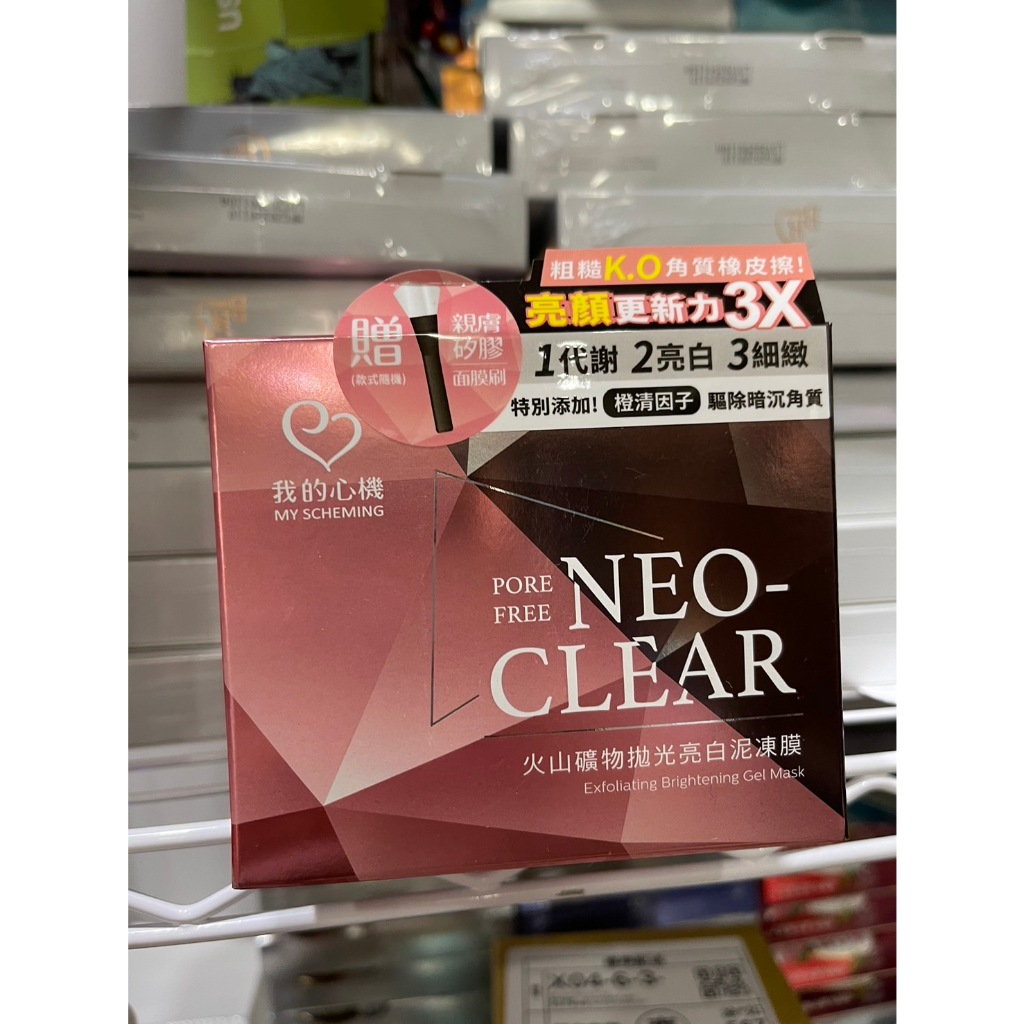 粗糙K.O角質橡皮擦!
亮顏更新力3X
1代謝 2亮白 3細緻
特別添加! 橙清因子 驅除暗沉角質
贈
(款式隨機)
親膚
矽膠
面膜刷
我的心機
MY SCHEMING
PORE
FREE
NEO-
CLEAR
火山礦物拋光亮白泥凍膜
Exfoliating Brightening Gel Mask